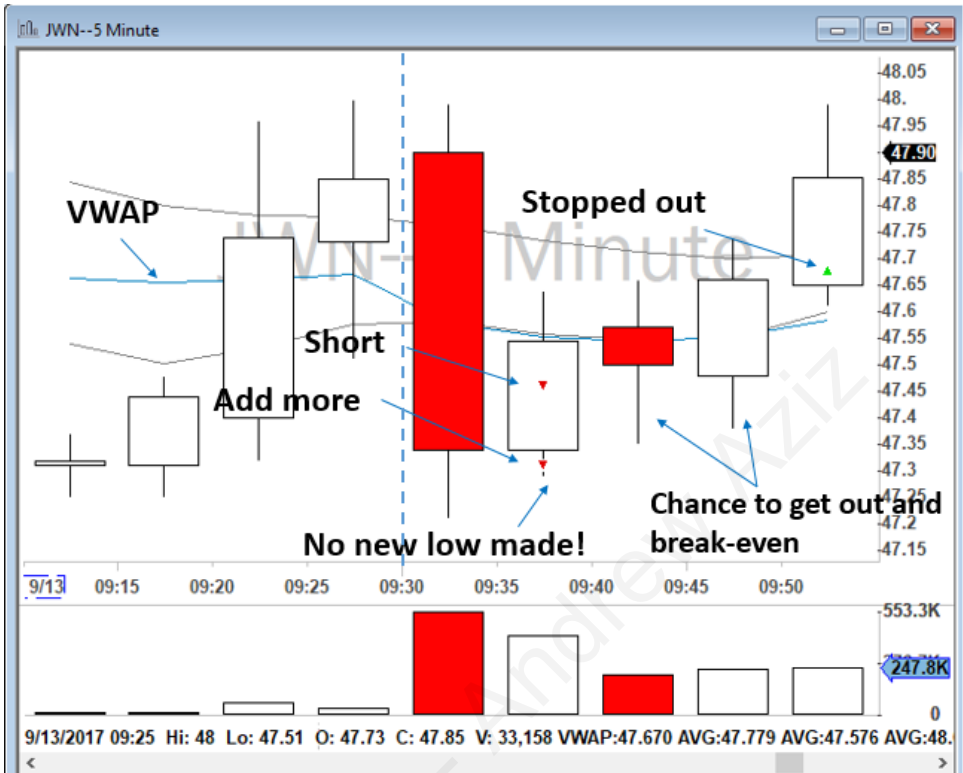 JWN--5 Minute
JWN--5 Minute
48.05
48.
47.95
47.90
47.85
47.8
47.75
47.7
47.65
47.6
47.55
47.5
47.45
47.4
47.35
47.3
47.25
47.2
47.15
VWAP
Stopped out
Short
Add more
Chance to get out and
break-even
No new low made!
9/13 09:15 09:20 09:25 09:30 09:35 09:40 09:45 09:50
553.3K
247.8K
0
Andrew Aziz
9/13/2017 09:25 Hi: 48 Lo: 47.51 O: 47.73 C: 47.85 V: 33,158 VWAP:47.670 AVG:47.779 AVG:47.576 AVG:48.